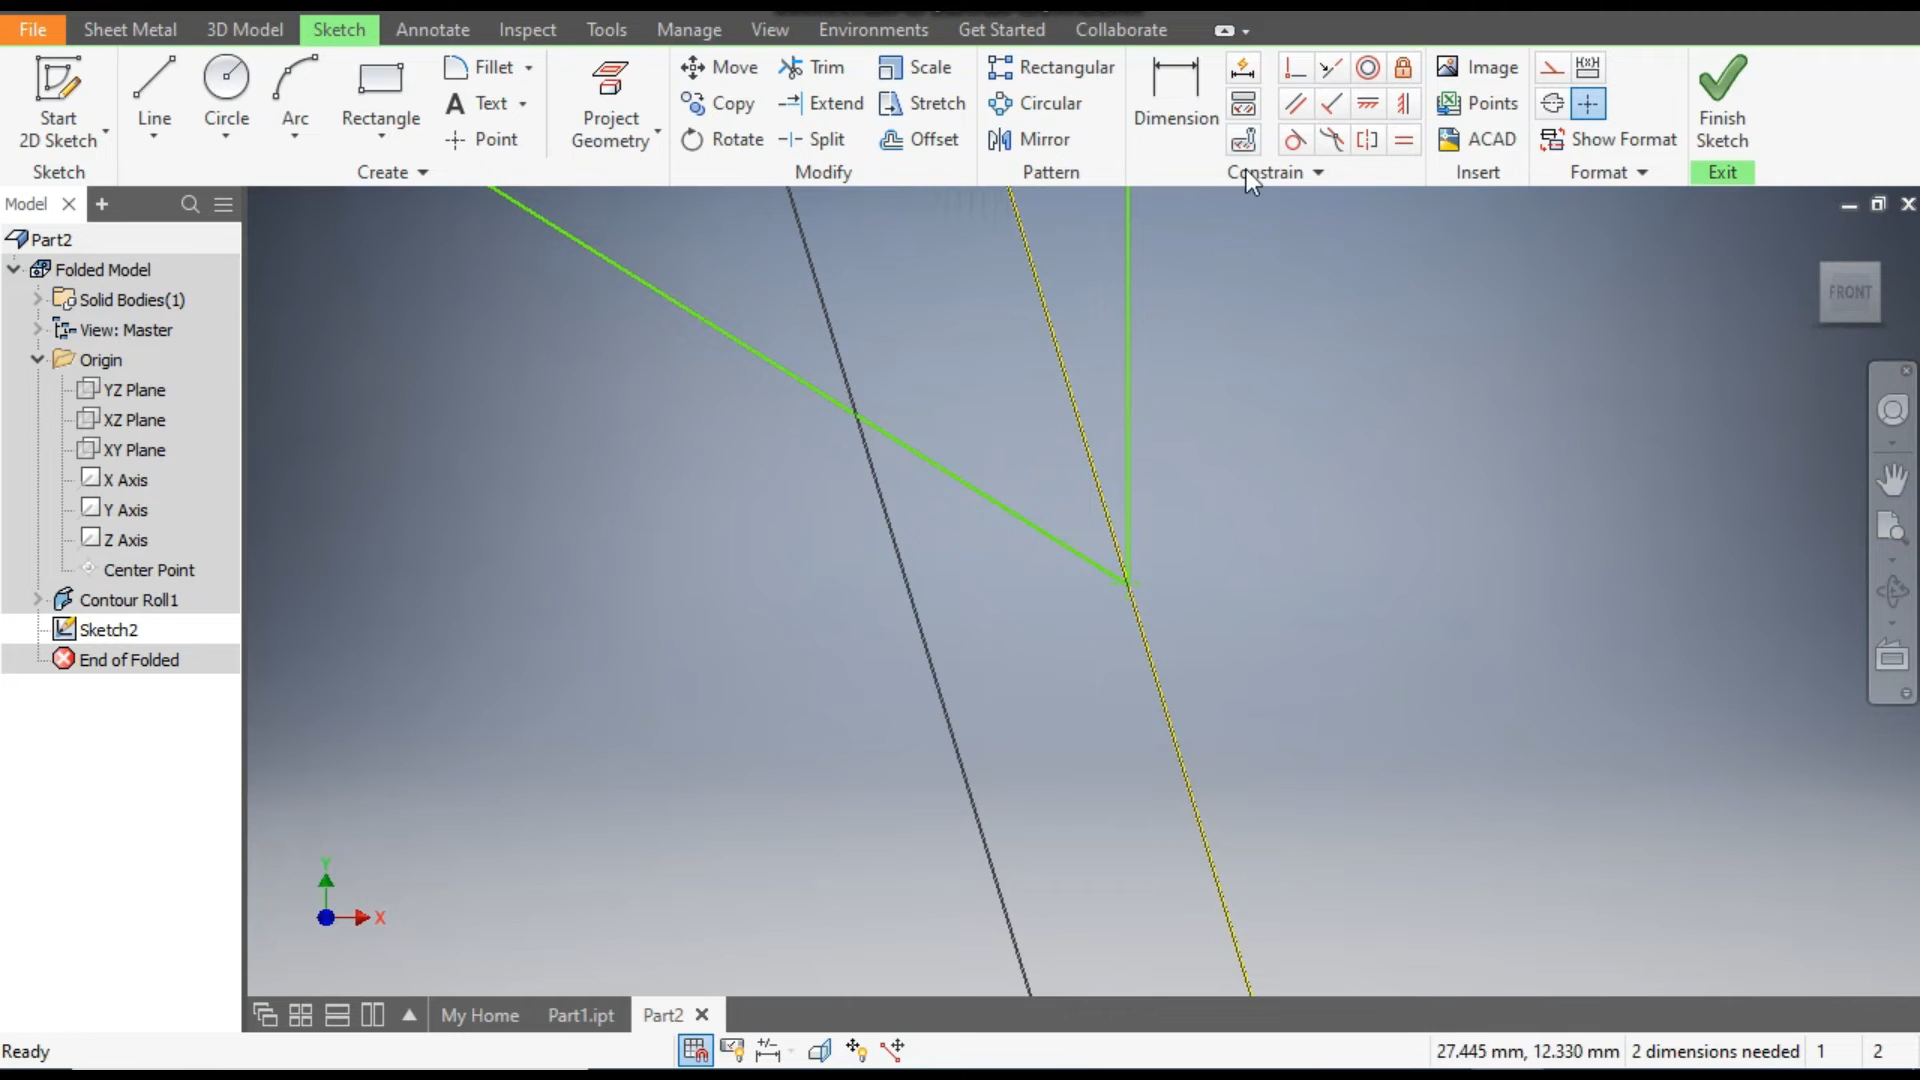 File Sheet Metal 3D Model Sketch Annotate Inspect Tools Manage View Environments Get Started Collaborate
Start
2D Sketch
Line
Circle
Arc
Rectangle
Fillet
Text
Point
Project
Geometry
Move
Copy
Rotate
Trim
Extend
Split
Scale
Stretch
Offset
Rectangular
Circular
Mirror
Dimension
Image
Points
ACAD
Show Format
Finish
Sketch
Sketch Create Modify Pattern Constrain Insert Format Exit
Model
Part2
Folded Model
Solid Bodies(1)
View: Master
Origin
YZ Plane
XZ Plane
XY Plane
X Axis
Y Axis
Z Axis
Center Point
Contour Roll1
Sketch2
End of Folded
FRONT
Y
X
My Home Part1.ipt Part2
Ready
27.445 mm, 12.330 mm 2 dimensions needed 1 2